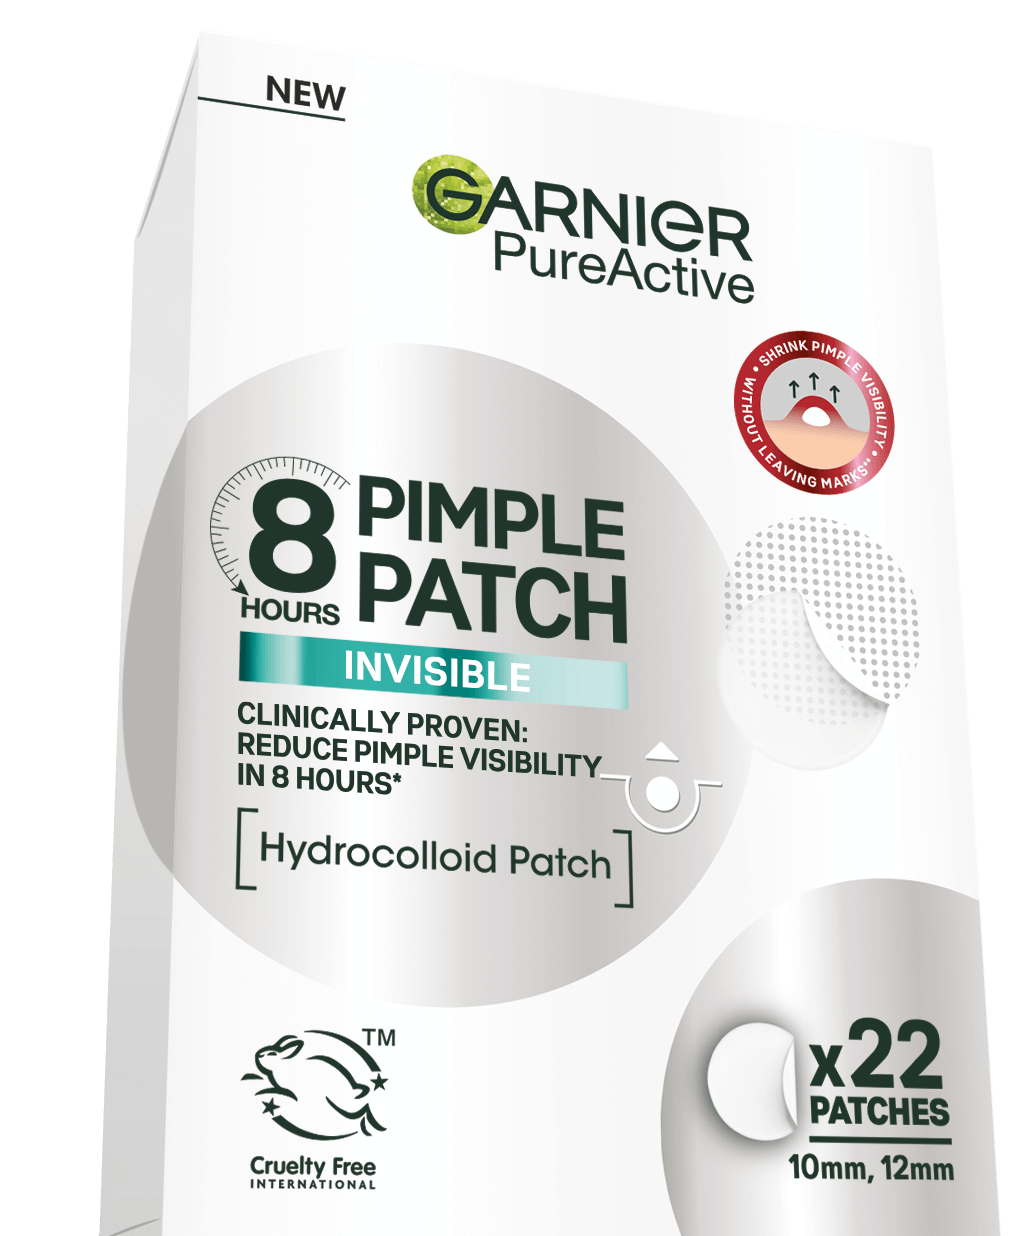 NEW
GARNIER
PureActive
• SHRINK PIMPLE VISIBILITY •
WITHOUT LEAVING MARKS**
8
HOURS
PIMPLE
PATCH
INVISIBLE
CLINICALLY PROVEN:
REDUCE PIMPLE VISIBILITY
IN 8 HOURS*
[Hydrocolloid Patch]
TM
Cruelty Free
INTERNATIONAL
x22
PATCHES
10mm, 12mm